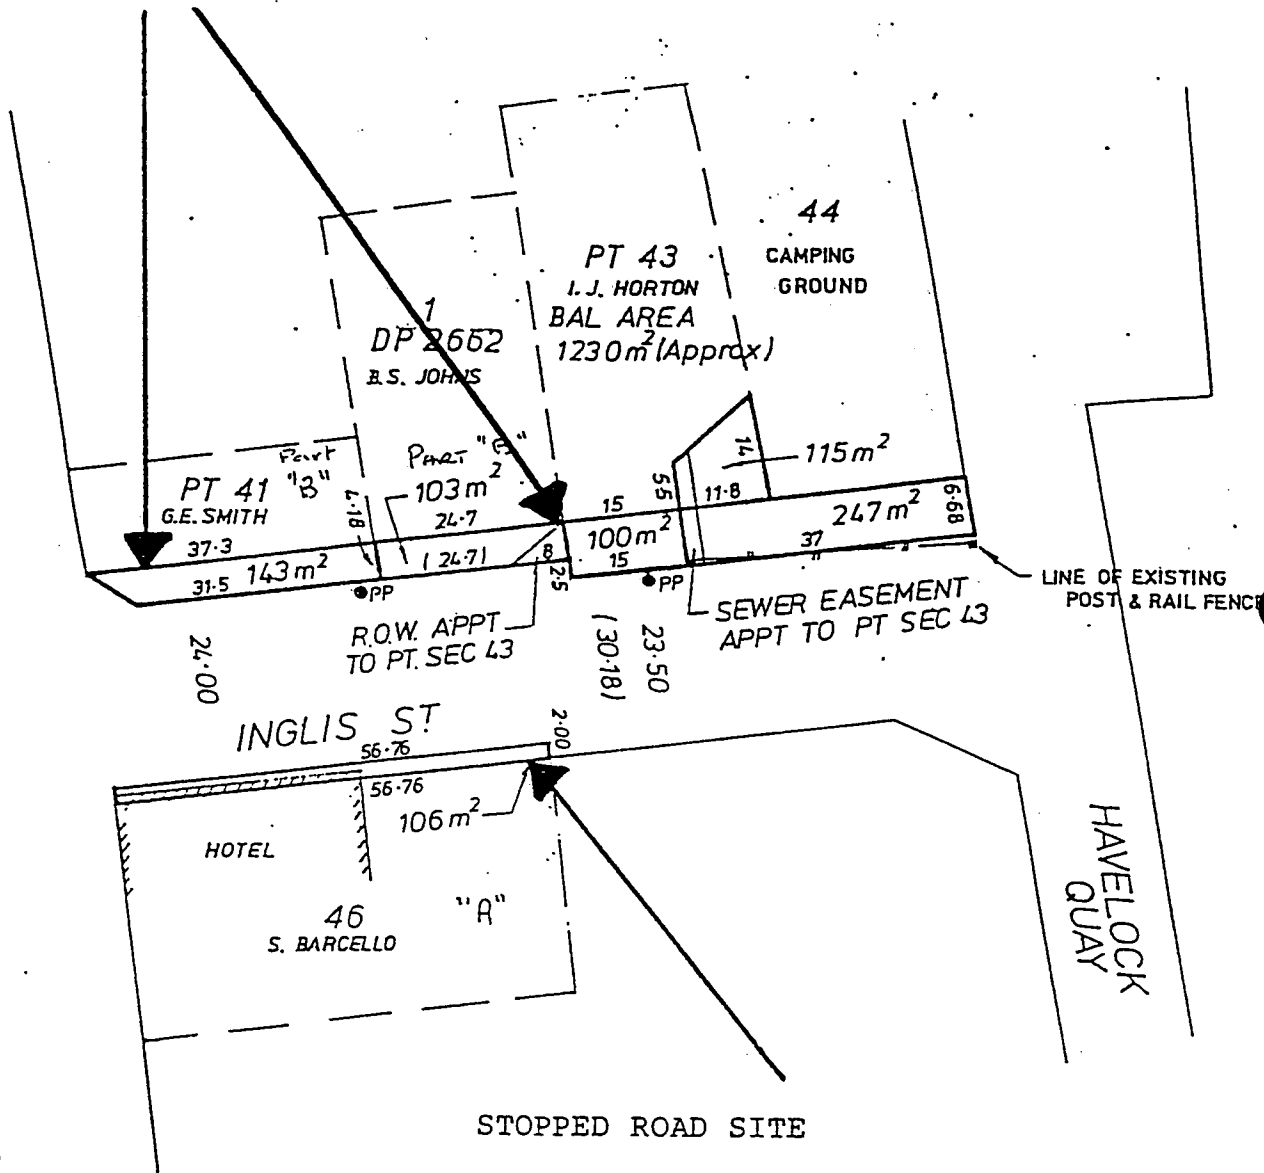 44
CAMPING
GROUND
PT 43
I. J. HORTON
BAL AREA
1230m² (Approx)
1
DP 2662
B.S. JOHNS
Part
"B"
PT 41
G.E. SMITH
PART
103m²
4.18
24.7
(24.7)
37.3
31.5
143m²
PP
8
2.5
15
100m²
15
PP
5.5
11.8
14
115m²
247m²
37
6.68
LINE OF EXISTING
POST & RAIL FENCE
R.O.W. APPT
TO PT. SEC 43
SEWER EASEMENT
APPT TO PT SEC 43
24.00
(30.18)
23.50
INGLIS ST
56.76
2.00
56.76
106m²
HOTEL
46
S. BARCELLO
"A"
HAVELOCK
QUAY
STOPPED ROAD SITE